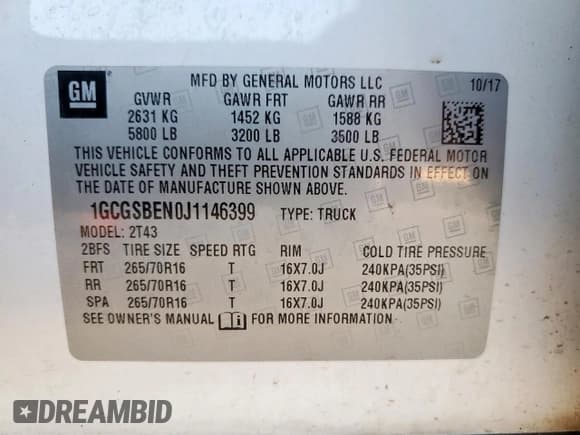 GM
MFD BY GENERAL MOTORS LLC 10/17
GVWR GAWR FRT GAWR RR
2631 KG 1452 KG 1588 KG
5800 LB 3200 LB 3500 LB
THIS VEHICLE CONFORMS TO ALL APPLICABLE U.S. FEDERAL MOTOR
VEHICLE SAFETY AND THEFT PREVENTION STANDARDS IN EFFECT ON
THE DATE OF MANUFACTURE SHOWN ABOVE.
1GCGSBEN0J1146399 TYPE: TRUCK
MODEL: 2T43
2BFS TIRE SIZE SPEED RTG RIM COLD TIRE PRESSURE
FRT 265/70R16 T 16X7.0J 240KPA(35PSI)
RR 265/70R16 T 16X7.0J 240KPA(35PSI)
SPA 265/70R16 T 16X7.0J 240KPA(35PSI)
SEE OWNER'S MANUAL FOR MORE INFORMATION.
DREAMBID